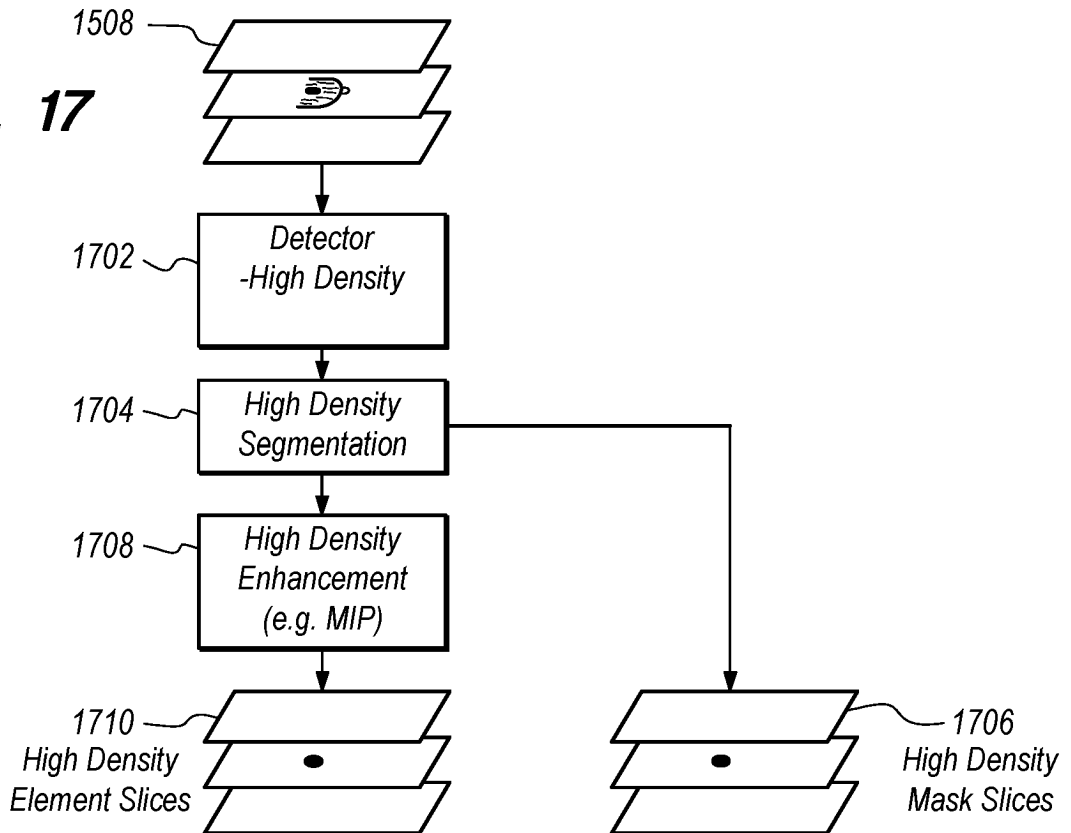 1508
17
1702
Detector
-High Density
1704
High Density
Segmentation
1708
High Density
Enhancement
(e.g. MIP)
1710
High Density
Element Slices
1706
High Density
Mask Slices